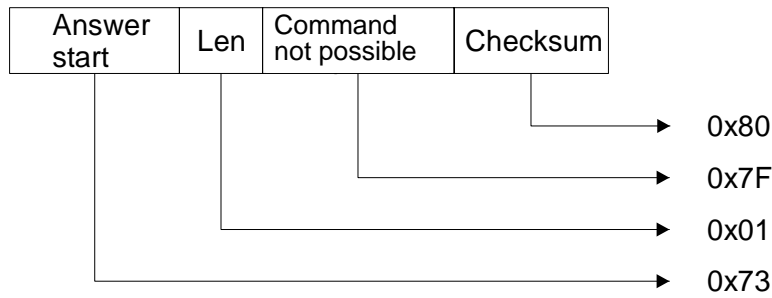 Answer
start
Len
Command
not possible
Checksum
0x80
0x7F
0x01
0x73